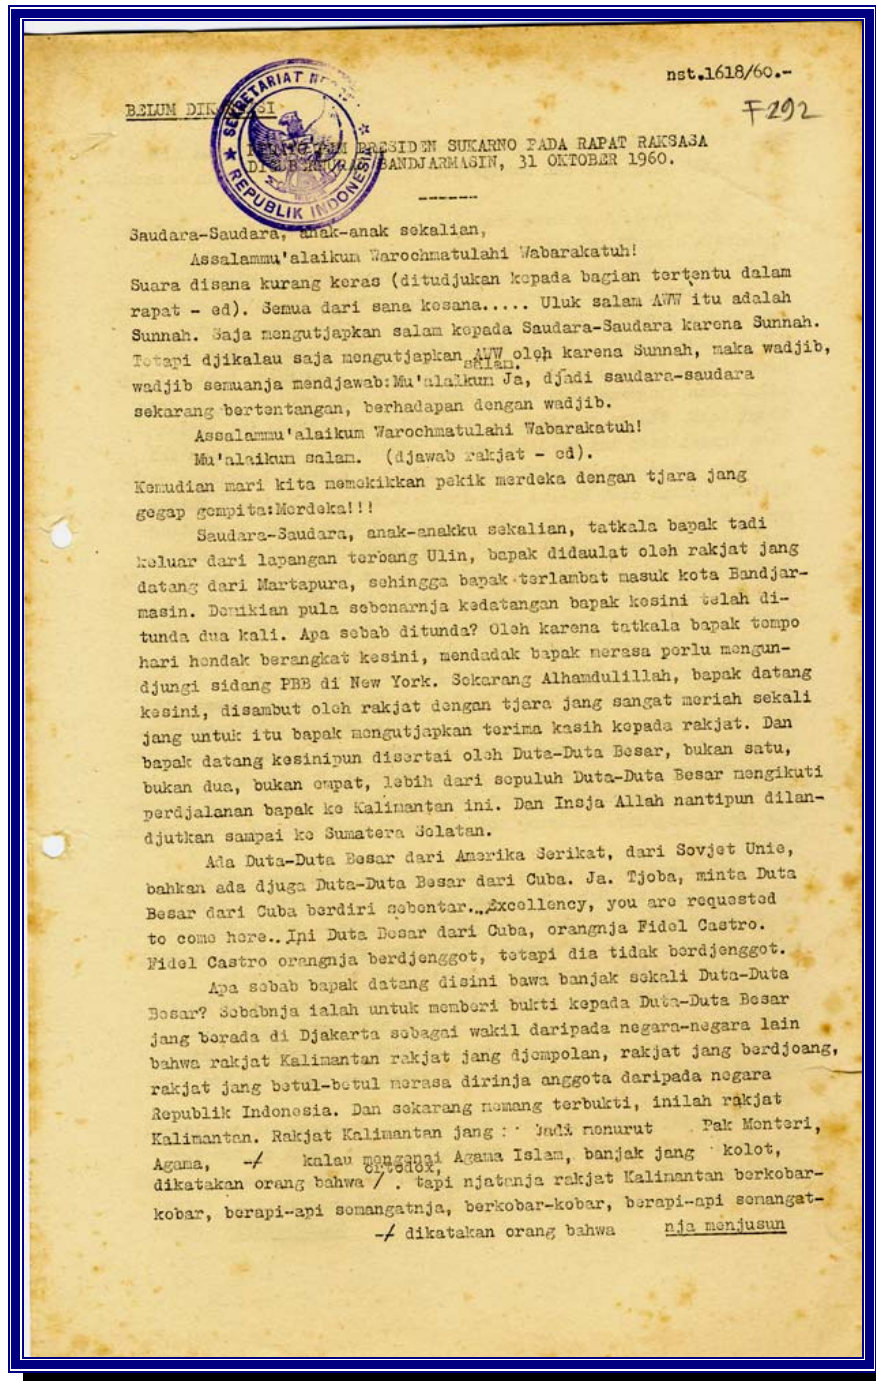 nst.1618/60.-
BELUM DIKOREKSI
F292
SEKRETARIAT NEGARA
REPUBLIK INDONESIA
PRESIDEN SUKARNO PADA RAPAT RAKSASA
DIGUBERNURAN BANDJARMASIN, 31 OKTOBER 1960.
-------
Saudara-Saudara, anak-anak sekalian,
Assalammu'alaikum Warochmatulahi Wabarakatuh!
Suara disana kurang keras (ditudjukan kepada bagian tertentu dalam
rapat - ed). Semua dari sana kesana..... Uluk salam AWW itu adalah
Sunnah. Saja mengutjapkan salam kepada Saudara-Saudara karena Sunnah.
Tetapi djikalau saja mengutjapkan AWW oleh karena Sunnah, maka wadjib,
salam.
wadjib semuanja mendjawab:Mu'alaikum Ja, djadi saudara-saudara
sekarang bertentangan, berhadapan dengan wadjib.
Assalammu'alaikum Warochmatulahi Wabarakatuh!
Mu'alaikum salam. (djawab rakjat - ed).
Kemudian mari kita memekikkan pekik merdeka dengan tjara jang
gegap gempita:Merdeka!!!
Saudara-Saudara, anak-anakku sekalian, tatkala bapak tadi
keluar dari lapangan terbang Ulin, bapak didaulat oleh rakjat jang
datang dari Martapura, sehingga bapak terlambat masuk kota Bandjar-
masin. Demikian pula sebenarnja kedatangan bapak kesini telah di-
tunda dua kali. Apa sebab ditunda? Oleh karena tatkala bapak tempo
hari hendak berangkat kesini, mendadak bapak merasa perlu mengun-
djungi sidang PBB di New York. Sekarang Alhamdulillah, bapak datang
kesini, disambut oleh rakjat dengan tjara jang sangat meriah sekali
jang untuk itu bapak mengutjapkan terima kasih kepada rakjat. Dan
bapak datang kesinipun disertai oleh Duta-Duta Besar, bukan satu,
bukan dua, bukan empat, lebih dari sepuluh Duta-Duta Besar mengikuti
perdjalanan bapak ke Kalimantan ini. Dan Insja Allah nantipun dilan-
djutkan sampai ke Sumatera Selatan.
Ada Duta-Duta Besar dari Amerika Serikat, dari Sovjet Unie,
bahkan ada djuga Duta-Duta Besar dari Cuba. Ja. Tjoba, minta Duta
Besar dari Cuba berdiri sebentar...Excellency, you are requested
to come here..Ini Duta Besar dari Cuba, orangnja Fidel Castro.
Fidel Castro orangnja berdjenggot, tetapi dia tidak berdjenggot.
Apa sebab bapak datang disini bawa banjak sekali Duta-Duta
Besar? Sebabnja ialah untuk memberi bukti kepada Duta-Duta Besar
jang berada di Djakarta sebagai wakil daripada negara-negara lain
bahwa rakjat Kalimantan rakjat jang djempolan, rakjat jang berdjoang,
rakjat jang betul-betul merasa dirinja anggota daripada negara
Republik Indonesia. Dan sekarang memang terbukti, inilah rakjat
Kalimantan. Rakjat Kalimantan jang : Jadi menurut Pak Menteri,
Agama, -/ kalau mengenai Agama Islam, banjak jang kolot,
ortodox,
dikatakan orang bahwa / . tapi njatanja rakjat Kalimantan berkobar-
kobar, berapi-api semangatnja, berkobar-kobar, berapi-api semangat-
-/ dikatakan orang bahwa nja menjusun